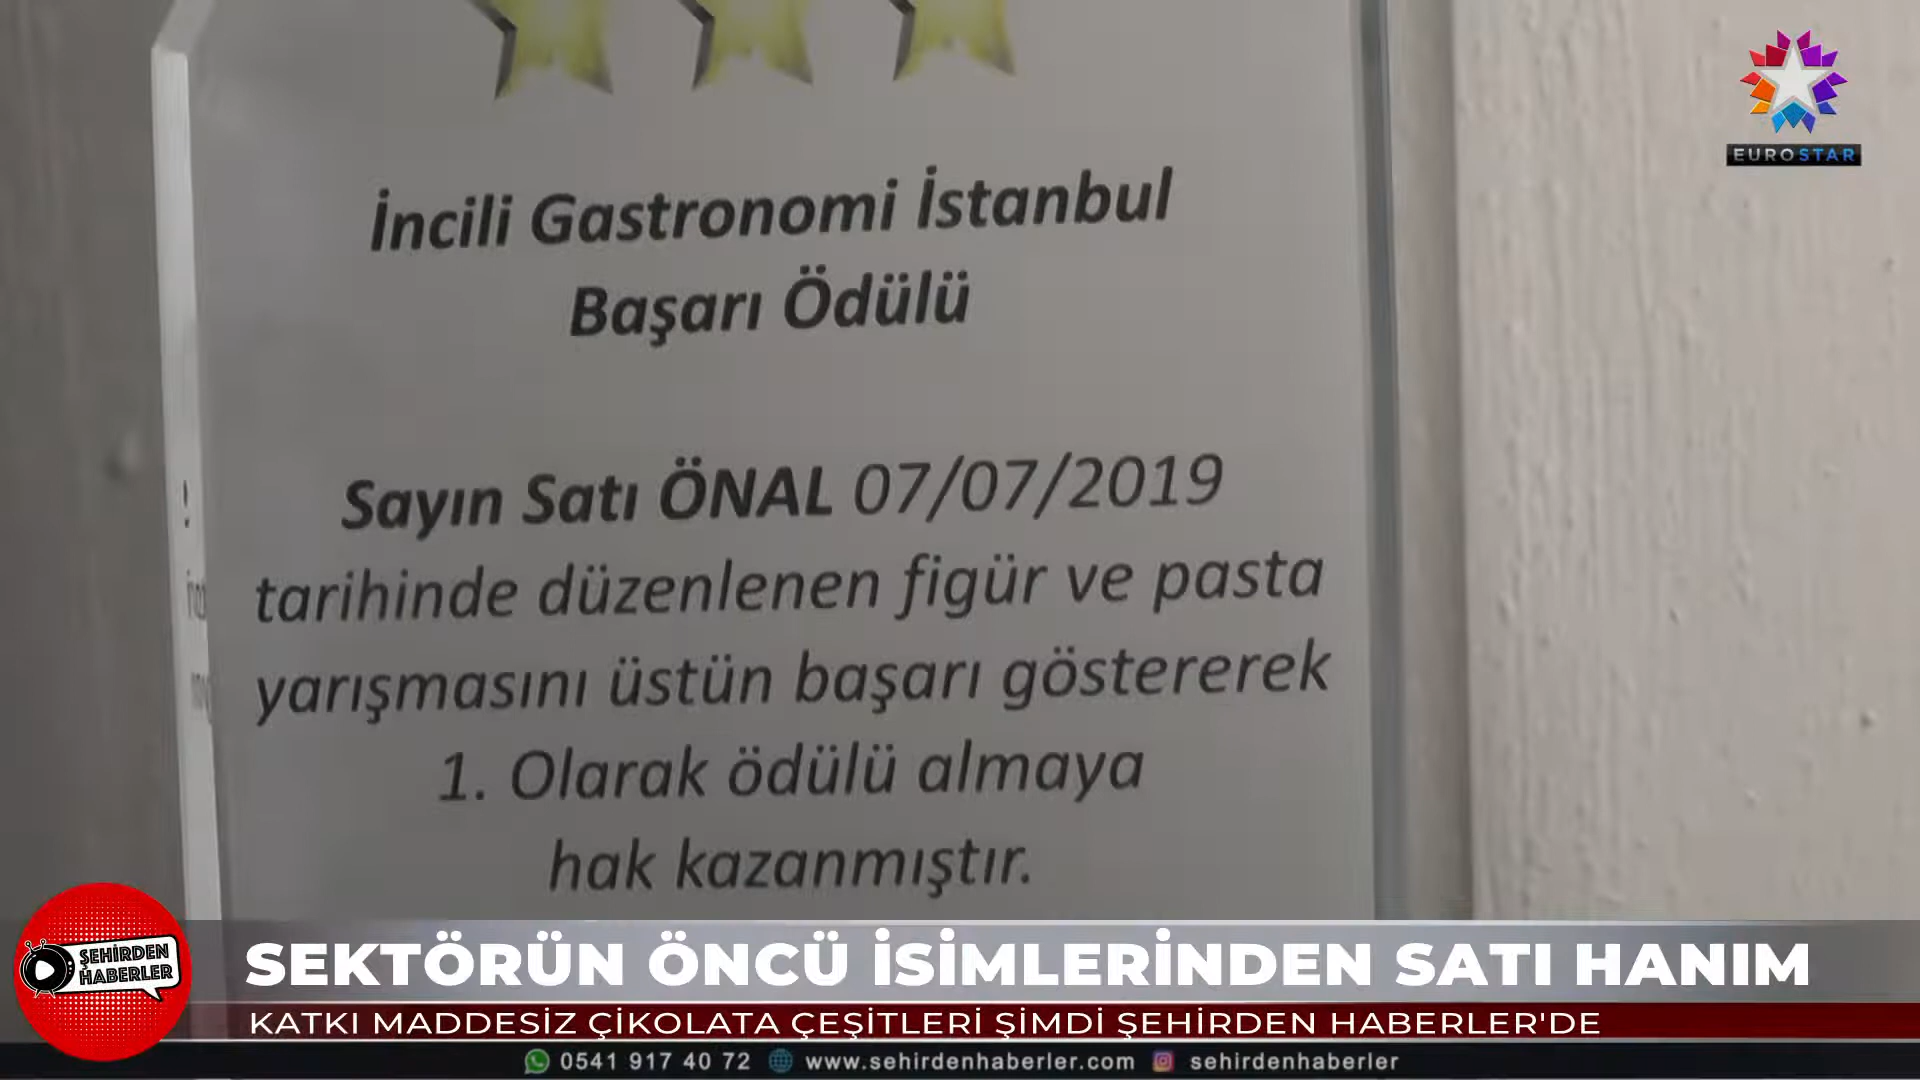 EUROSTAR
İncili Gastronomi İstanbul
Başarı Ödülü
Sayın Satı ÖNAL 07/07/2019
tarihinde düzenlenen figür ve pasta
yarışmasını üstün başarı göstererek
1. Olarak ödülü almaya
hak kazanmıştır.
ŞEHİRDEN
HABERLER
SEKTÖRÜN ÖNCÜ İSİMLERİNDEN SATI HANIM
KATKI MADDESİZ ÇİKOLATA ÇEŞİTLERİ ŞİMDİ ŞEHİRDEN HABERLER'DE
0541 917 40 72 www.sehirdenhaberler.com sehirdenhaberler